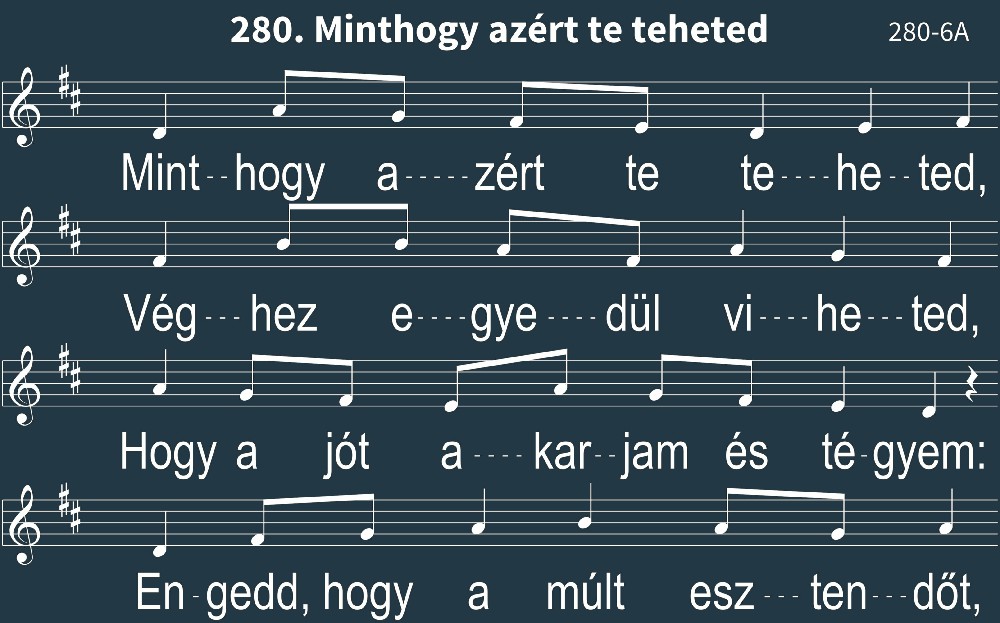 280. Minthogy azért te teheted
280-6A
Mint--hogy a-----zért te te----he--ted,
Vég---hez e----gye----dül vi----he---ted,
Hogy a jót a----kar--jam és té-gyem:
En-gedd, hogy a múlt esz---ten---dőt,